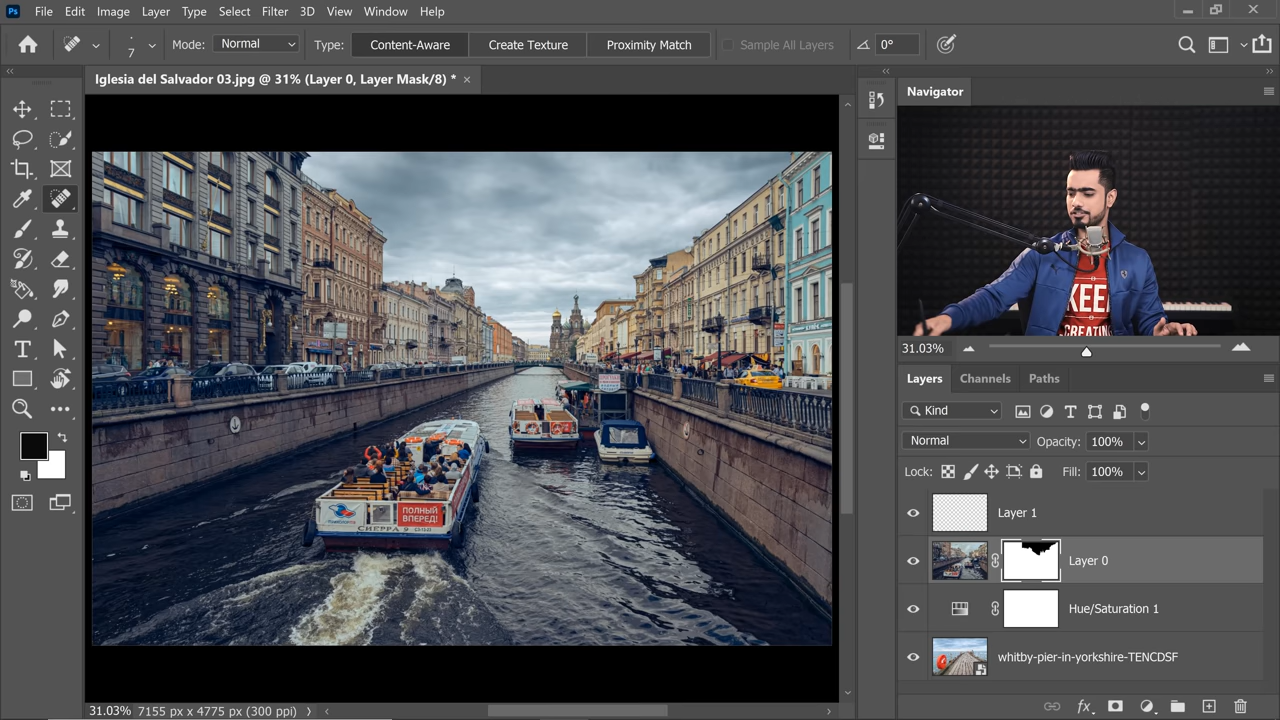 Ps File Edit Image Layer Type Select Filter 3D View Window Help
7 Mode: Normal Type: Content-Aware Create Texture Proximity Match Sample All Layers 0°
Iglesia del Salvador 03.jpg @ 31% (Layer 0, Layer Mask/8) * ×
Navigator
KEEP
CREATING
31.03%
Layers Channels Paths
Kind
Normal Opacity: 100%
Lock: Fill: 100%
Layer 1
Layer 0
Hue/Saturation 1
whitby-pier-in-yorkshire-TENCDSF
ПОЛНЫЙ
ВПЕРЕД!
31.03% 7155 px x 4775 px (300 ppi)